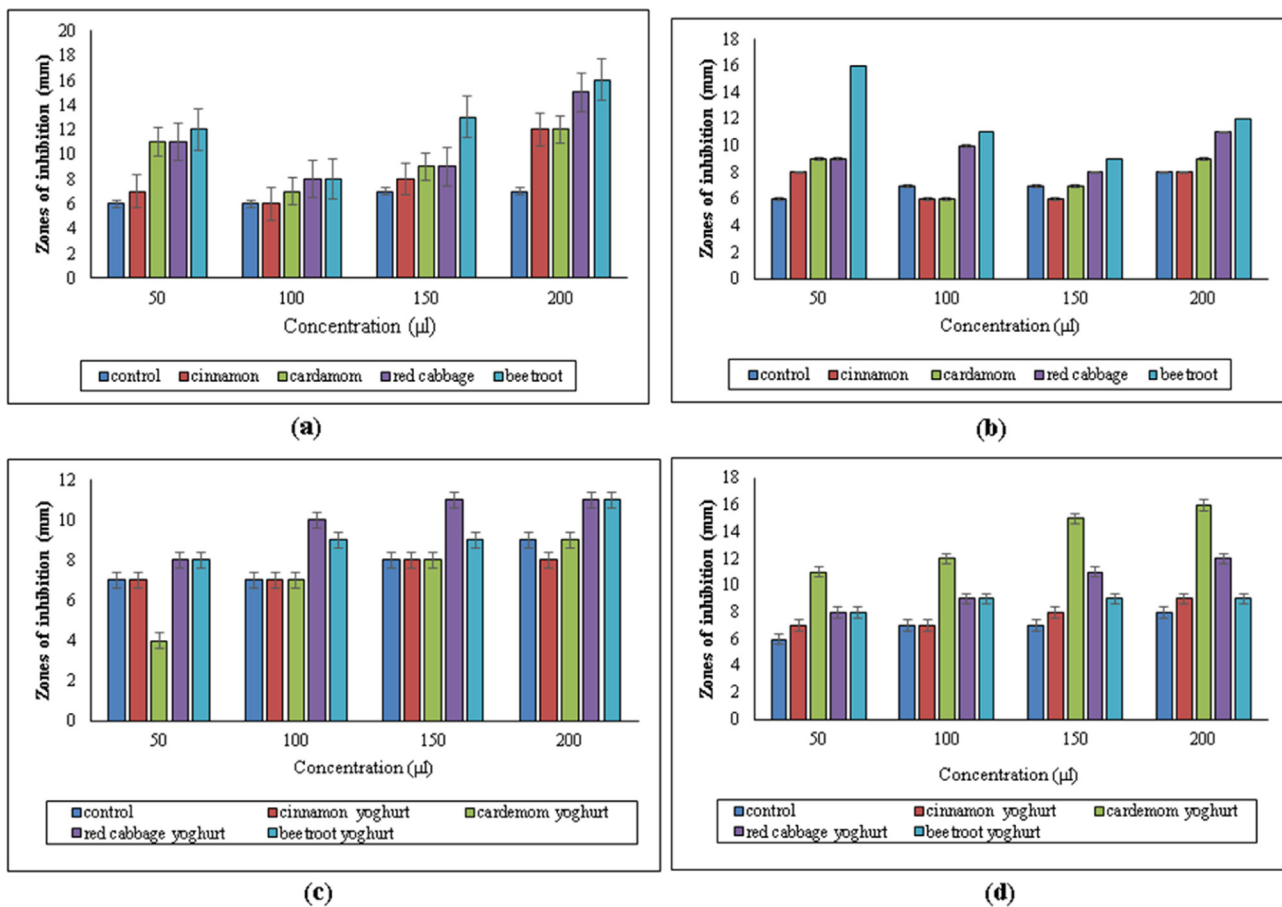 20
18
16
14
12
10
8
6
4
2
0
Zones of inhibition (mm)
50 100 150 200
Concentration (µl)
control cinnamon cardamom red cabbage beetroot
(a)
18
16
14
12
10
8
6
4
2
0
Zones of inhibition (mm)
50 100 150 200
Concentration (µl)
control cinnamon cardamom red cabbage beetroot
(b)
12
10
8
6
4
2
0
Zones of inhibition (mm)
50 100 150 200
Concentration (µl)
control cinnamon yoghurt cardemom yoghurt
red cabbage yoghurt beetroot yoghurt
(c)
18
16
14
12
10
8
6
4
2
0
Zones of inhibition (mm)
50 100 150 200
Concentration (µl)
control cinnamon yoghurt cardemom yoghurt
red cabbage yoghurt beetroot yoghurt
(d)